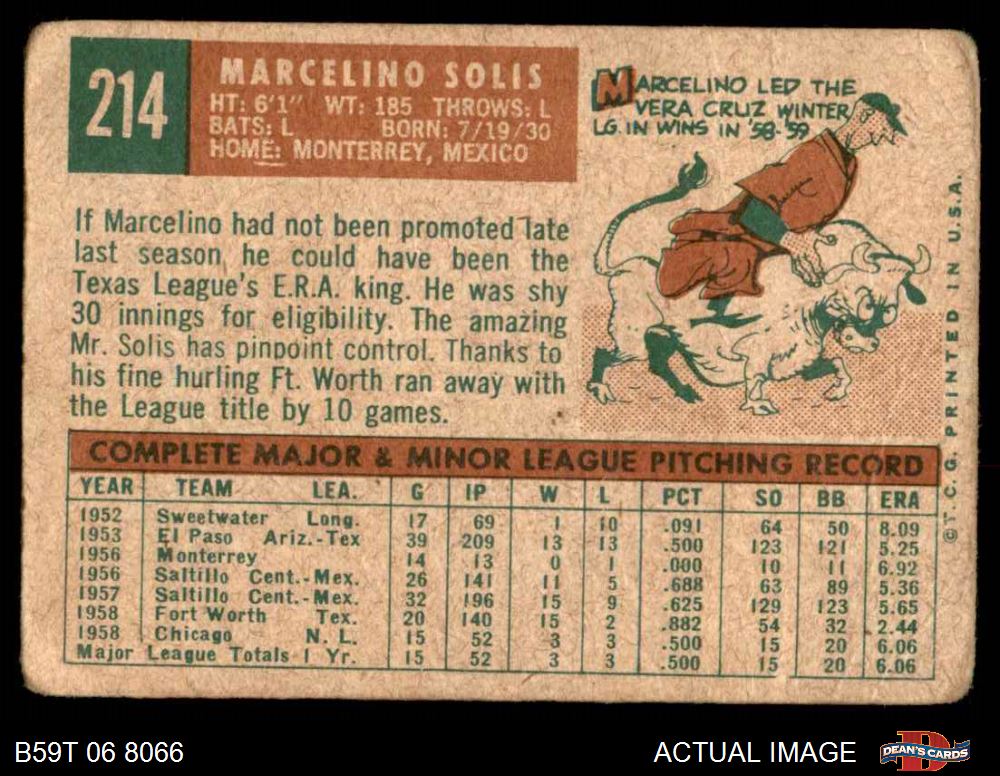 214
MARCELINO SOLIS
HT: 6'1" WT: 185 THROWS: L
BATS: L BORN: 7/19/30
HOME: MONTERREY, MEXICO
MARCELINO LED THE
VERA CRUZ WINTER
LG. IN WINS IN '58-'59
If Marcelino had not been promoted late
last season he could have been the
Texas League's E.R.A. king. He was shy
30 innings for eligibility. The amazing
Mr. Solis has pinpoint control. Thanks to
his fine hurling Ft. Worth ran away with
the League title by 10 games.
©T.C.G. PRINTED IN U.S.A.
COMPLETE MAJOR & MINOR LEAGUE PITCHING RECORD
YEAR TEAM LEA. G IP W L PCT SO BB ERA
1952 Sweetwater Long. 17 69 1 10 .091 64 50 8.09
1953 El Paso Ariz.-Tex 39 209 13 13 .500 123 121 5.25
1956 Monterrey 14 13 0 1 .000 10 11 6.92
1956 Saltillo Cent.-Mex. 26 141 11 5 .688 63 89 5.36
1957 Saltillo Cent.-Mex. 32 196 15 9 .625 129 123 5.65
1958 Fort Worth Tex. 20 140 15 2 .882 54 32 2.44
1958 Chicago N. L. 15 52 3 3 .500 15 20 6.06
Major League Totals 1 Yr. 15 52 3 3 .500 15 20 6.06
B59T 06 8066
ACTUAL IMAGE
DEAN'S CARDS